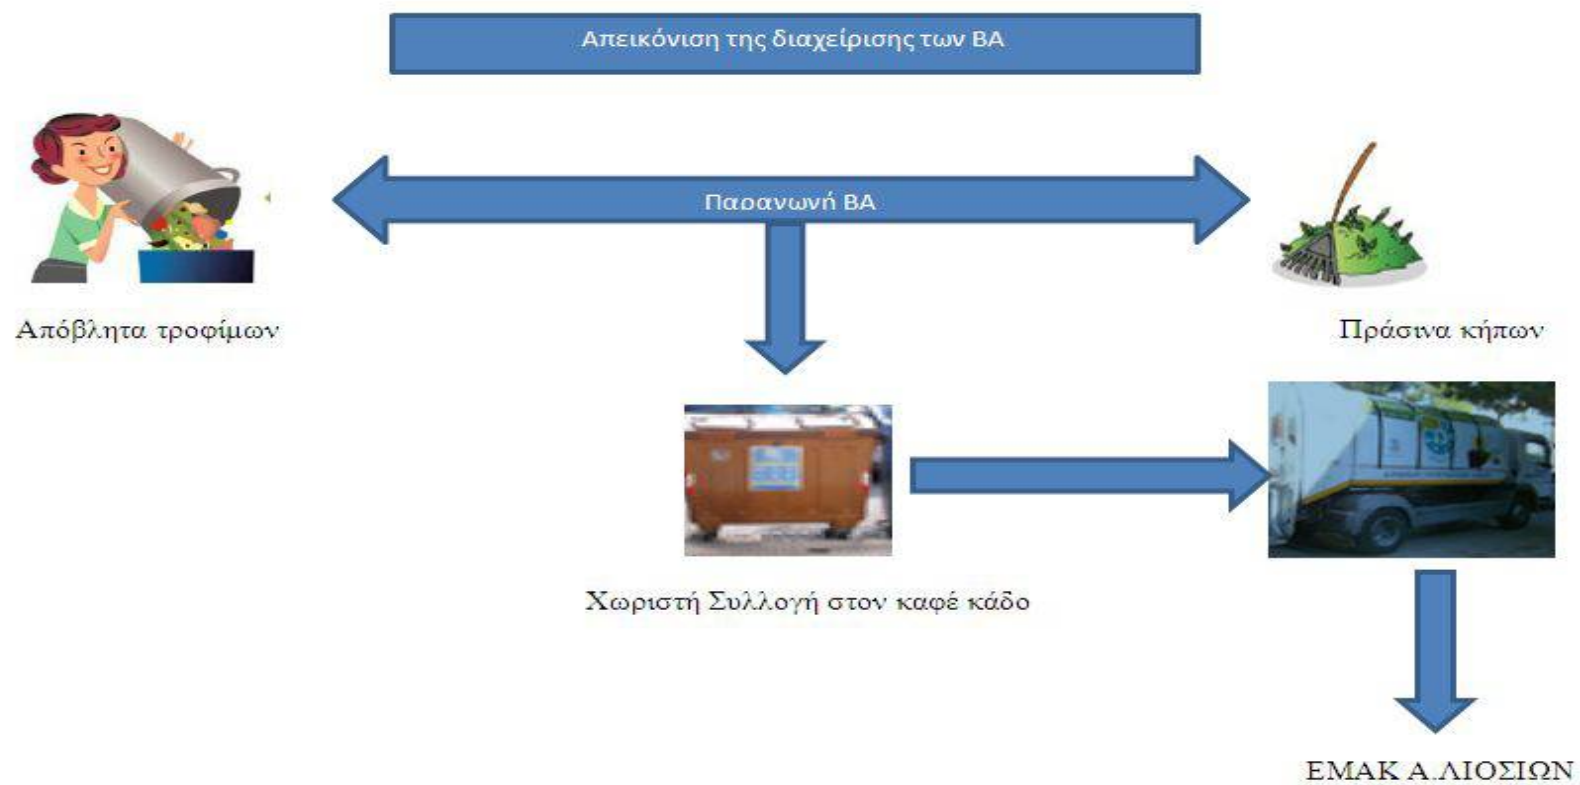 Απεικόνιση της διαχείρισης των ΒΑ
Παραγωγή ΒΑ
Απόβλητα τροφίμων
Πράσινα κήπων
Χωριστή Συλλογή στον καφέ κάδο
ΕΜΑΚ Α.ΛΙΟΣΙΩΝ